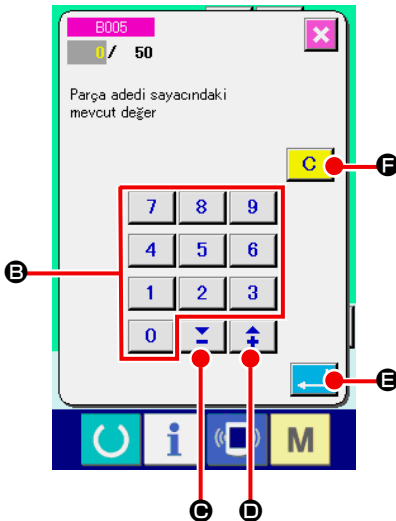 B005
0/ 50
Parça adedi sayacındaki
mevcut değer
C
F
7 8 9
4 5 6
B
1 2 3
0
E
i M
C D